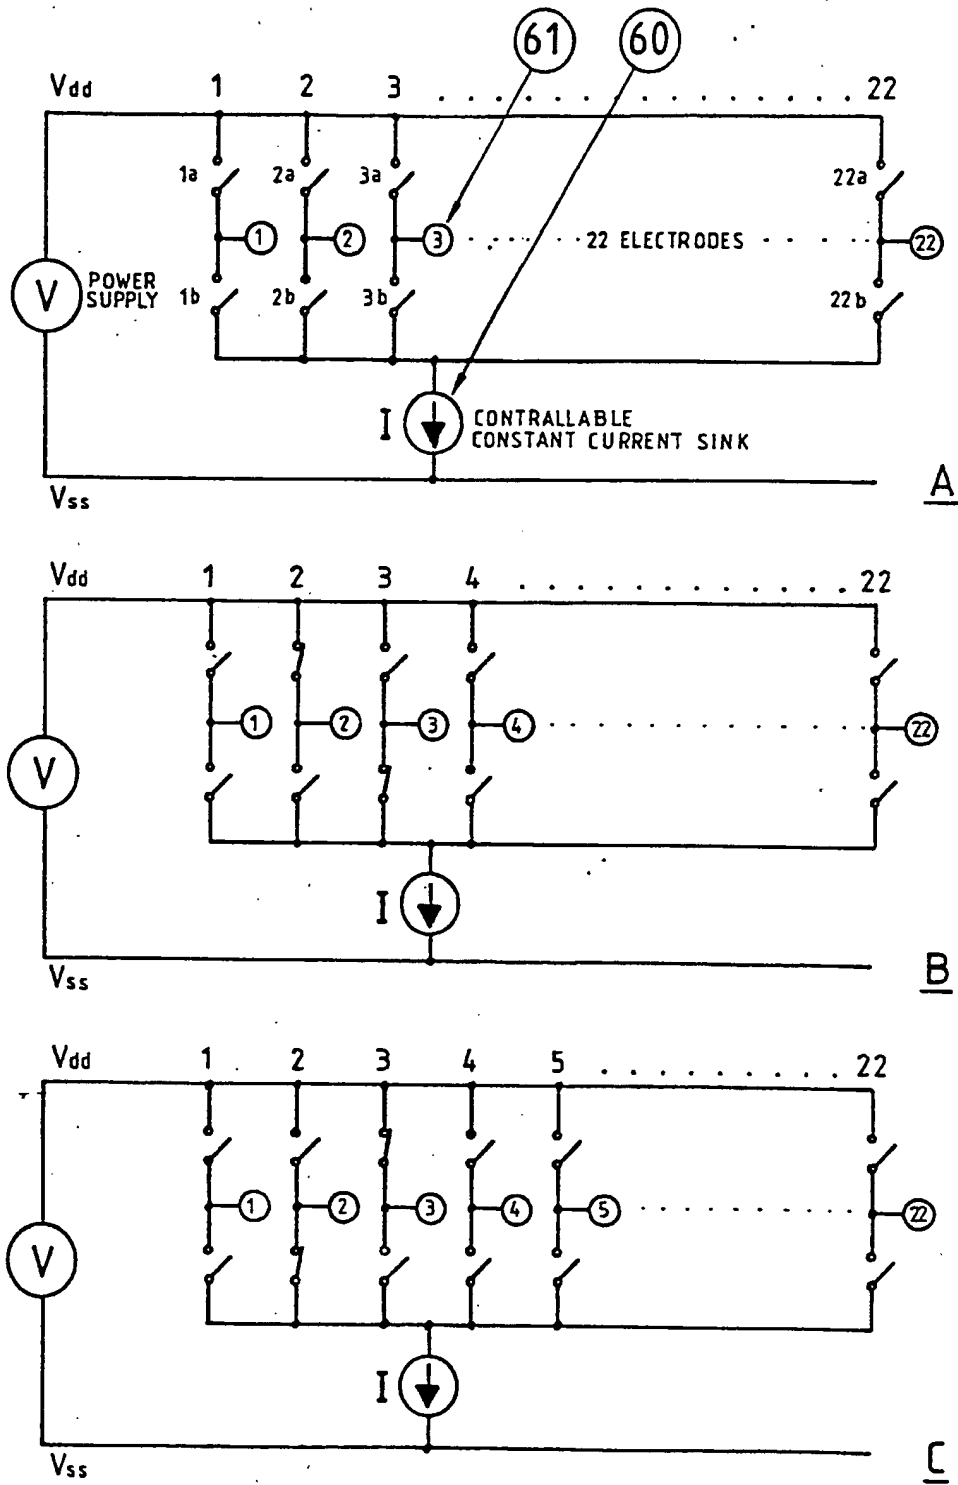 61 60
Vdd 1 2 3 . . . . . . . . . . . . . . . . 22
1a 2a 3a 22a
1 2 3 . . . . . . 22 ELECTRODES . . . . . 22
V POWER
SUPPLY
1b 2b 3b 22b
I CONTRALLABLE
CONSTANT CURRENT SINK
Vss A
Vdd 1 2 3 4 . . . . . . . . . . . . 22
1 2 3 4 . . . . . . . . . . . . . . 22
V
I
Vss B
Vdd 1 2 3 4 5 . . . . . . . . . . 22
1 2 3 4 5 . . . . . . . . . . . 22
V
I
Vss C